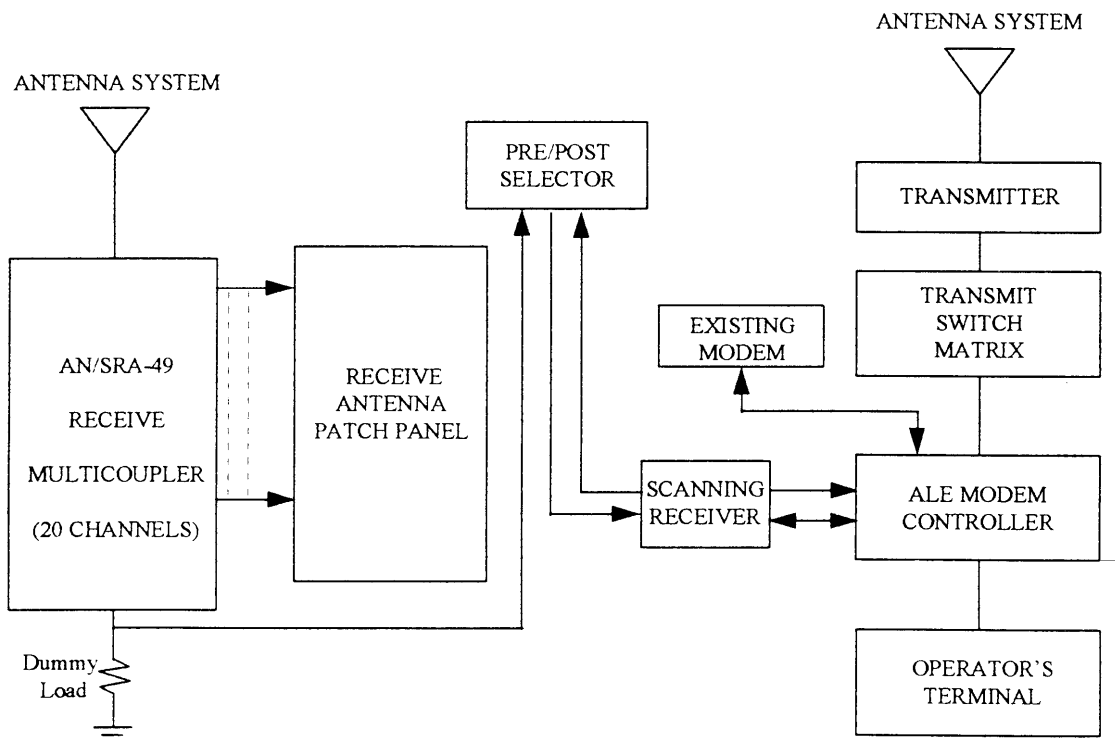 ANTENNA SYSTEM
ANTENNA SYSTEM
PRE/POST
SELECTOR
TRANSMITTER
TRANSMIT
SWITCH
MATRIX
EXISTING
MODEM
AN/SRA-49
RECEIVE
MULTICOUPLER
(20 CHANNELS)
RECEIVE
ANTENNA
PATCH PANEL
SCANNING
RECEIVER
ALE MODEM
CONTROLLER
Dummy
Load
OPERATOR'S
TERMINAL